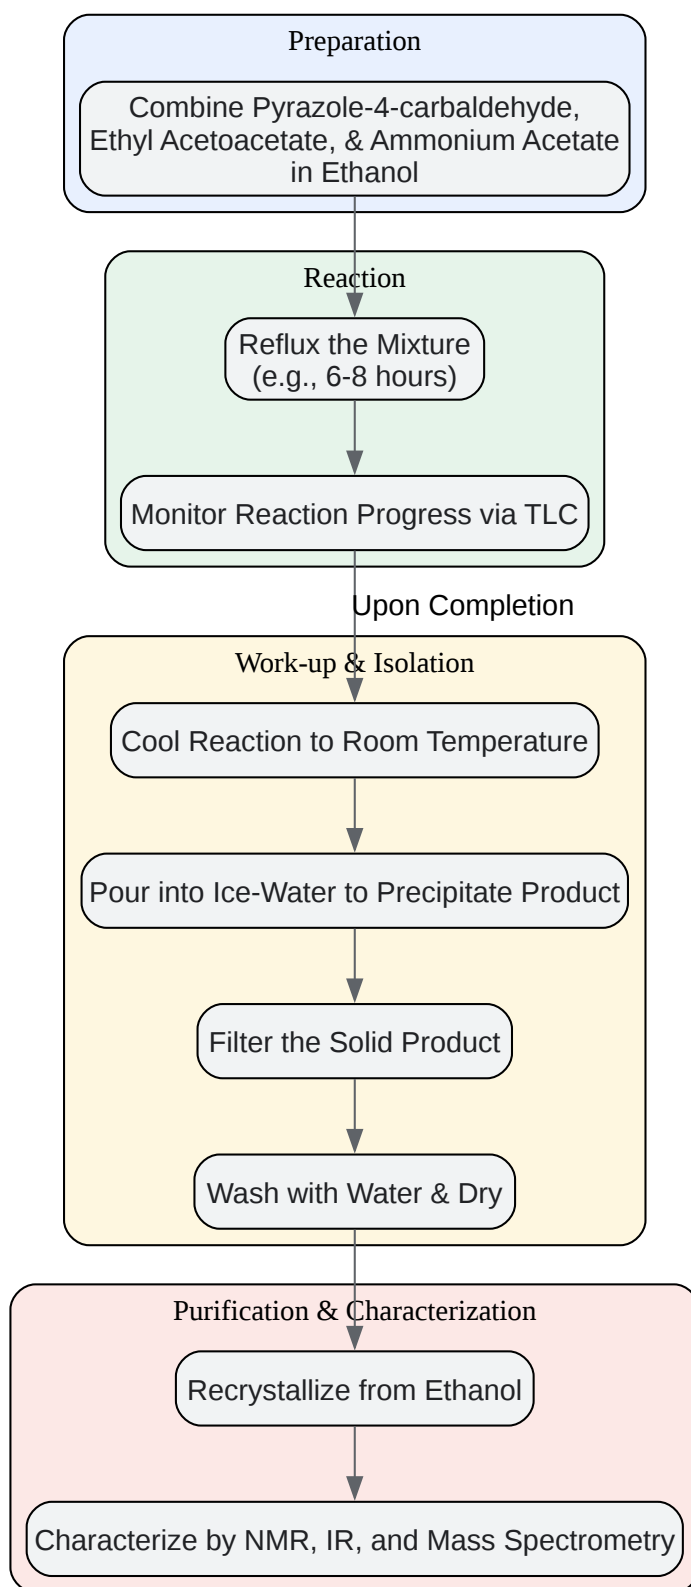 Preparation
Combine Pyrazole-4-carbaldehyde,
Ethyl Acetoacetate, & Ammonium Acetate
in Ethanol
Reaction
Reflux the Mixture
(e.g., 6-8 hours)
Monitor Reaction Progress via TLC
Upon Completion
Work-up & Isolation
Cool Reaction to Room Temperature
Pour into Ice-Water to Precipitate Product
Filter the Solid Product
Wash with Water & Dry
Purification & Characterization
Recrystallize from Ethanol
Characterize by NMR, IR, and Mass Spectrometry